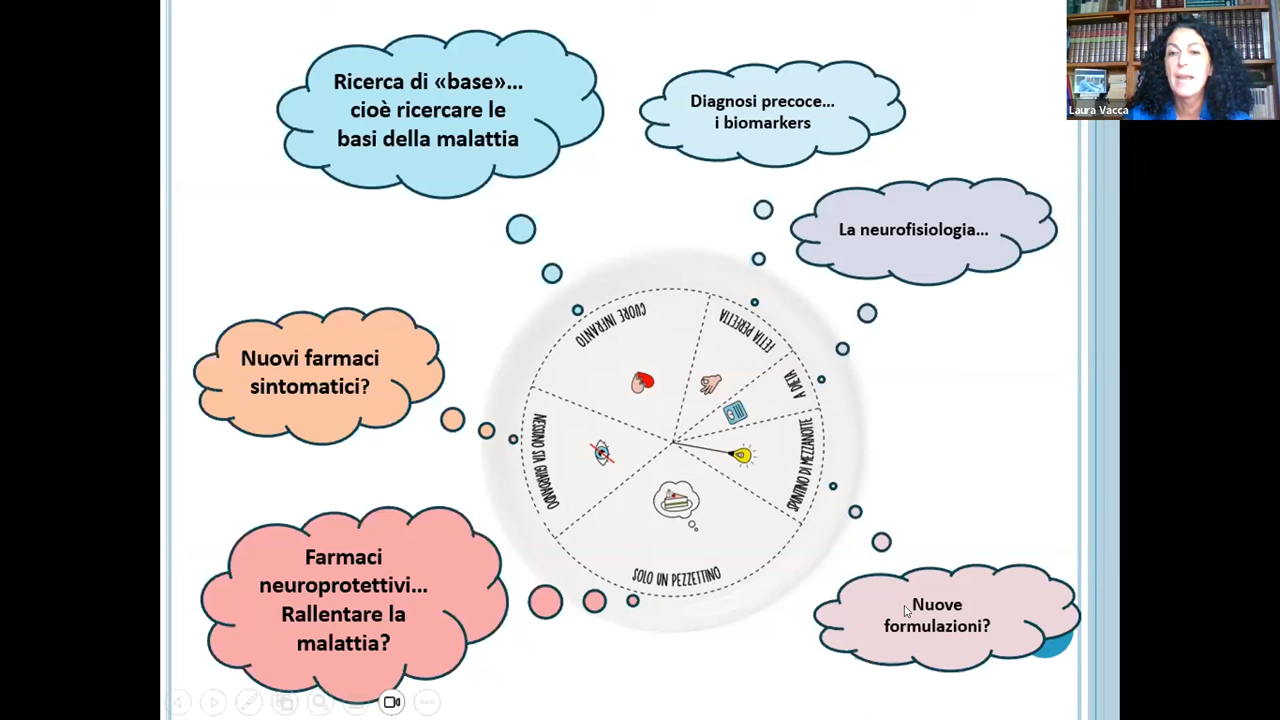 Ricerca di «base»...
cioè ricercare le
basi della malattia
Diagnosi precoce...
i biomarkers
Laura Vacca
La neurofisiologia...
CUORE INFRANTO
FETTA PERFETTA
A DIETA
Nuovi farmaci
sintomatici?
NESSUNO STA GUARDANDO
SPUNTINO DI MEZZANOTTE
Farmaci
neuroprotettivi...
Rallentare la
malattia?
SOLO UN PEZZETTINO
Nuove
formulazioni?